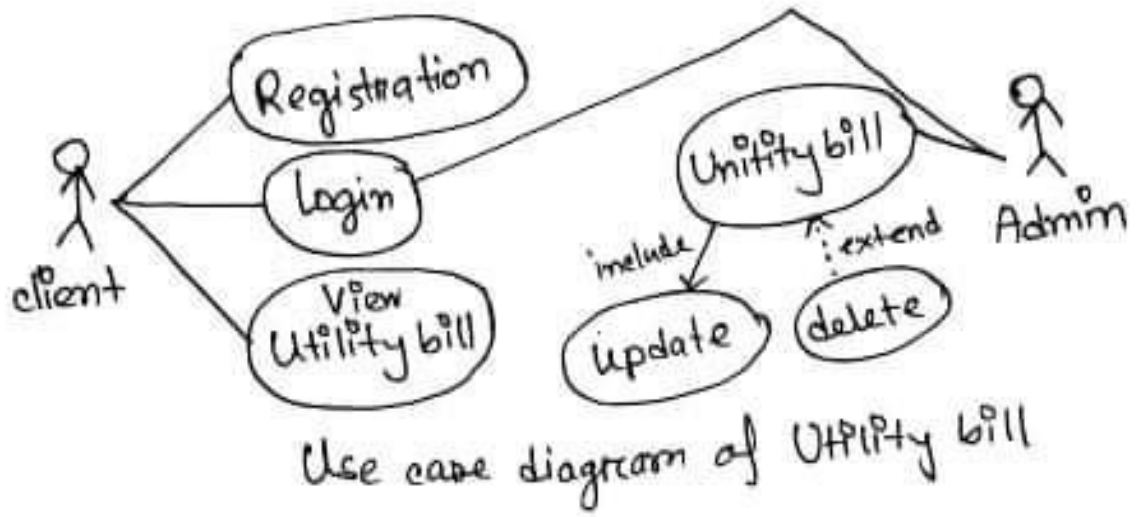 Registration
Login
View
Utility bill
client
Unitity bill
Admin
include
extend
update
delete
Use case diagram of Utility bill